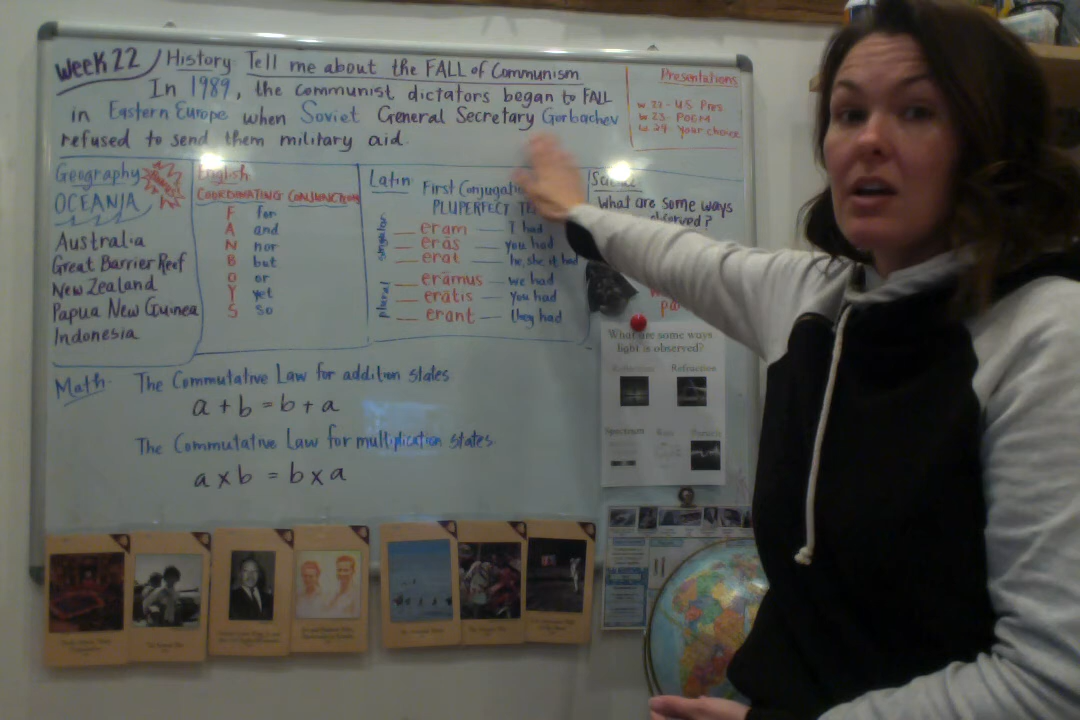 Week 22
History: Tell me about the FALL of Communism
In 1989, the communist dictators began to FALL
in Eastern Europe when Soviet General Secretary Gorbachev
refused to send them military aid.
Presentations
w 22- US Pres.
w 23- POEM
w 24 your choice
Geography
OCEANIA
Australia
Great Barrier Reef
New Zealand
Papua New Guinea
Indonesia
English
COORDINATING CONJUNCTION
F for
A and
N nor
B but
O or
Y yet
S so
Latin
First
PLUPERFECT
singular
eram — I had
erās — you had
erat — he, she, it had
plural
erāmus — we had
erātis — you had
erant — they had
What are some ways
Math
The Commutative Law for addition states
a + b = b + a
The Commutative Law for multiplication states
a x b = b x a
What are some ways
light is observed?
Refraction
Spectrum